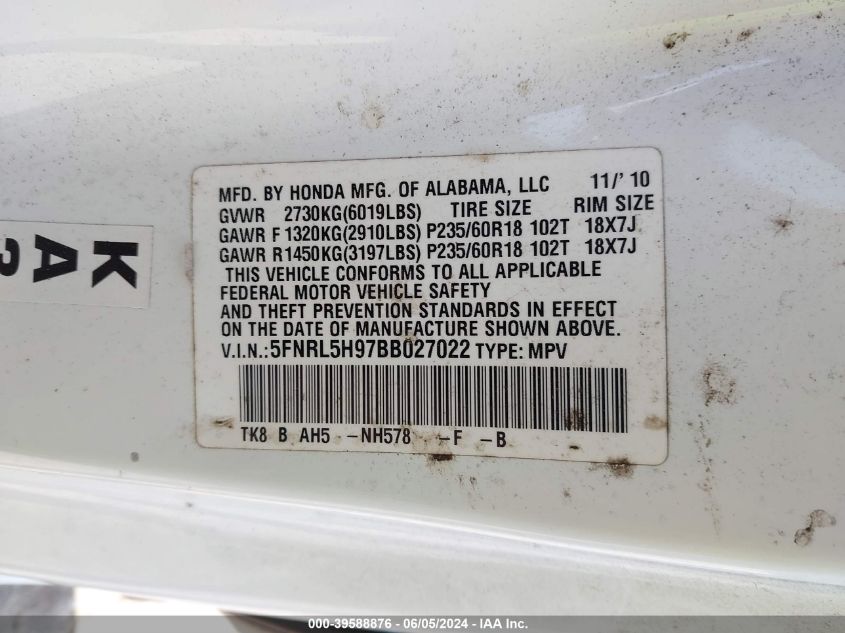 MFD. BY HONDA MFG. OF ALABAMA, LLC 11/' 10
GVWR 2730KG(6019LBS) TIRE SIZE RIM SIZE
GAWR F 1320KG(2910LBS) P235/60R18 102T 18X7J
GAWR R1450KG(3197LBS) P235/60R18 102T 18X7J
THIS VEHICLE CONFORMS TO ALL APPLICABLE
FEDERAL MOTOR VEHICLE SAFETY
AND THEFT PREVENTION STANDARDS IN EFFECT
ON THE DATE OF MANUFACTURE SHOWN ABOVE.
V.I.N.:5FNRL5H97BB027022 TYPE: MPV
TK8 B AH5 -NH578 -F -B
KA
000-39588876 - 06/05/2024 - IAA Inc.